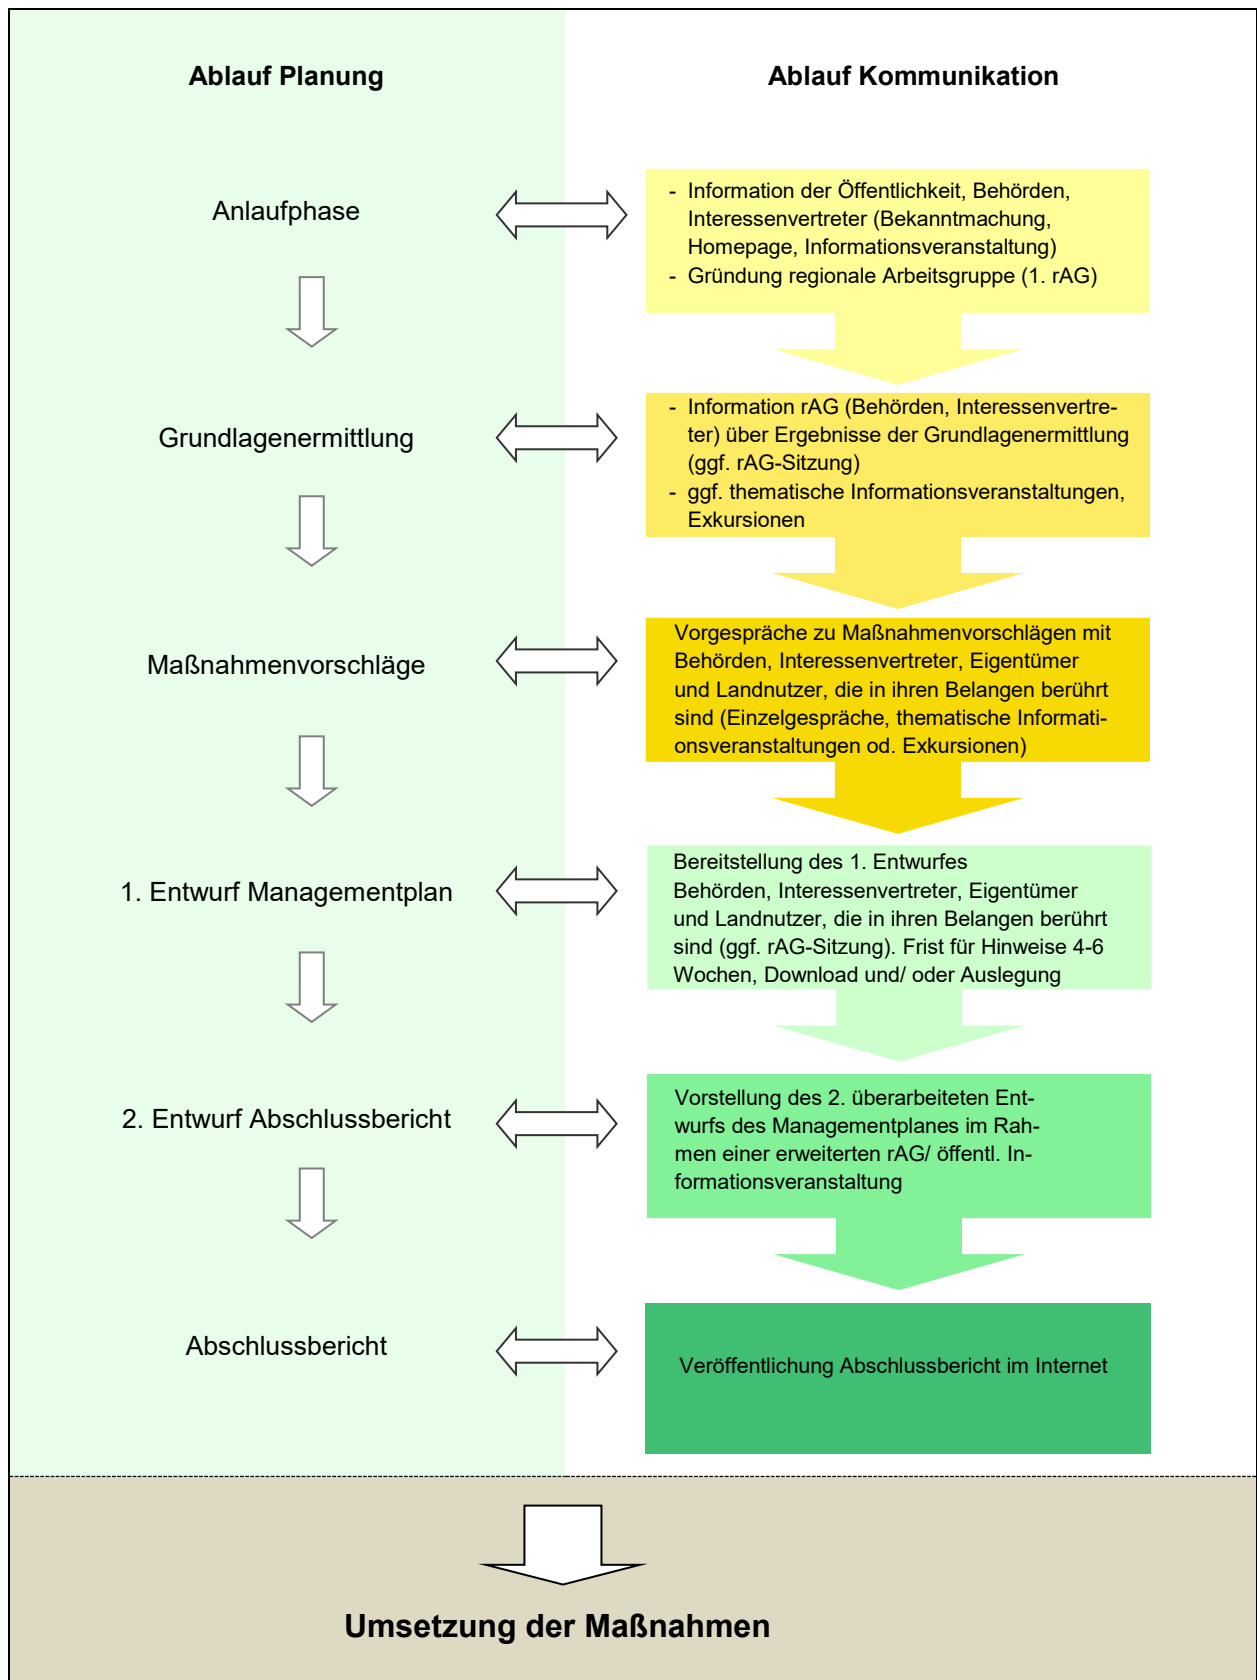 Ablauf Planung
Ablauf Kommunikation
Anlaufphase
- Information der Öffentlichkeit, Behörden,
Interessenvertreter (Bekanntmachung,
Homepage, Informationsveranstaltung)
- Gründung regionale Arbeitsgruppe (1. rAG)
Grundlagenermittlung
- Information rAG (Behörden, Interessenvertre-
ter) über Ergebnisse der Grundlagenermittlung
(ggf. rAG-Sitzung)
- ggf. thematische Informationsveranstaltungen,
Exkursionen
Maßnahmenvorschläge
Vorgespräche zu Maßnahmenvorschlägen mit
Behörden, Interessenvertreter, Eigentümer
und Landnutzer, die in ihren Belangen berührt
sind (Einzelgespräche, thematische Informati-
onsveranstaltungen od. Exkursionen)
1. Entwurf Managementplan
Bereitstellung des 1. Entwurfes
Behörden, Interessenvertreter, Eigentümer
und Landnutzer, die in ihren Belangen berührt
sind (ggf. rAG-Sitzung). Frist für Hinweise 4-6
Wochen, Download und/ oder Auslegung
2. Entwurf Abschlussbericht
Vorstellung des 2. überarbeiteten Ent-
wurfs des Managementplanes im Rah-
men einer erweiterten rAG/ öffentl. In-
formationsveranstaltung
Abschlussbericht
Veröffentlichung Abschlussbericht im Internet
Umsetzung der Maßnahmen